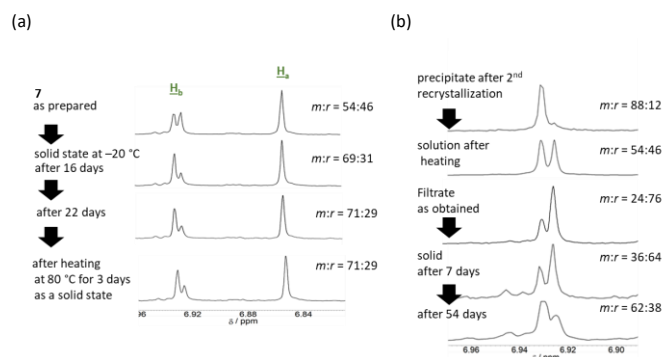 (a)
H_b
H_a
7
as prepared
m:r = 54:46
solid state at –20 °C
after 16 days
m:r = 69:31
after 22 days
m:r = 71:29
after heating
at 80 °C for 3 days
as a solid state
m:r = 71:29
6.92
6.88
6.84
δ / ppm
(b)
precipitate after 2nd
recrystallization
m:r = 88:12
solution after
heating
m:r = 54:46
Filtrate
as obtained
m:r = 24:76
solid
after 7 days
m:r = 36:64
after 54 days
m:r = 62:38
6.96
6.94
6.92
6.90